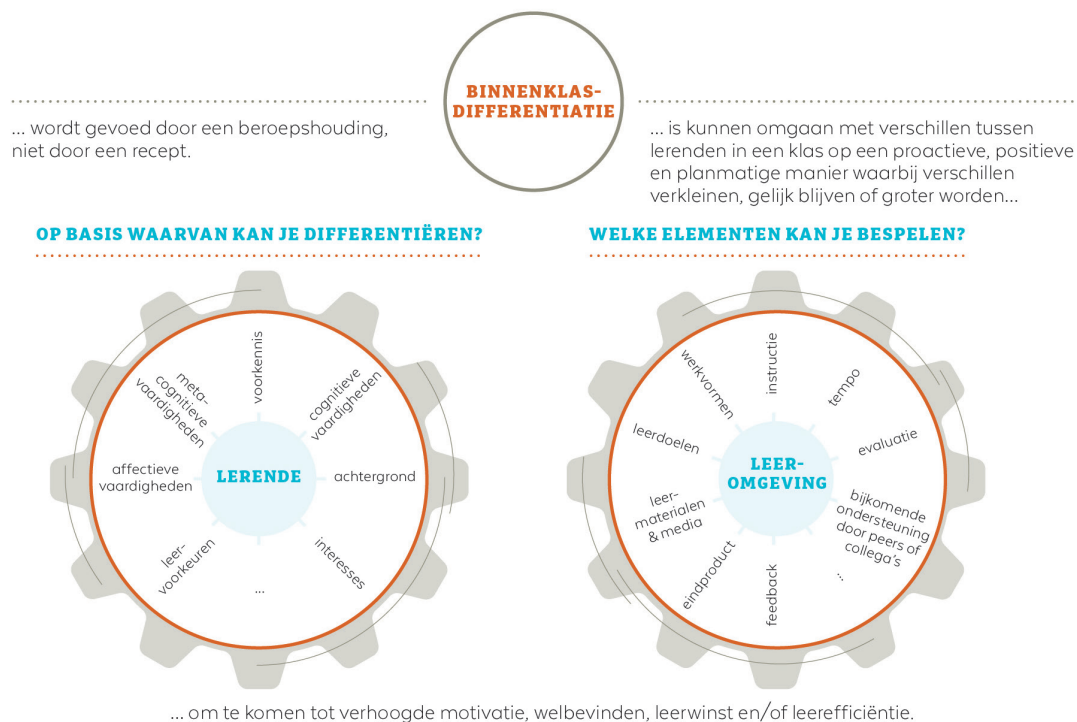 BINNENKLAS-
DIFFERENTIATIE
... wordt gevoed door een beroepshouding,
niet door een recept.
... is kunnen omgaan met verschillen tussen
lerenden in een klas op een proactieve, positieve
en planmatige manier waarbij verschillen
verkleinen, gelijk blijven of groter worden...
OP BASIS WAARVAN KAN JE DIFFERENTIËREN?
voorkennis
cognitieve
vaardigheden
achtergrond
interesses
...
leer-
voorkeuren
affectieve
vaardigheden
meta-
cognitieve
vaardigheden
LERENDE
WELKE ELEMENTEN KAN JE BESPELEN?
instructie
tempo
evaluatie
bijkomende
ondersteuning
door peers of
collega's
...
feedback
eindproduct
leer-
materialen
& media
leerdoelen
werkvormen
LEER-
OMGEVING
... om te komen tot verhoogde motivatie, welbevinden, leerwinst en/of leerefficiëntie.